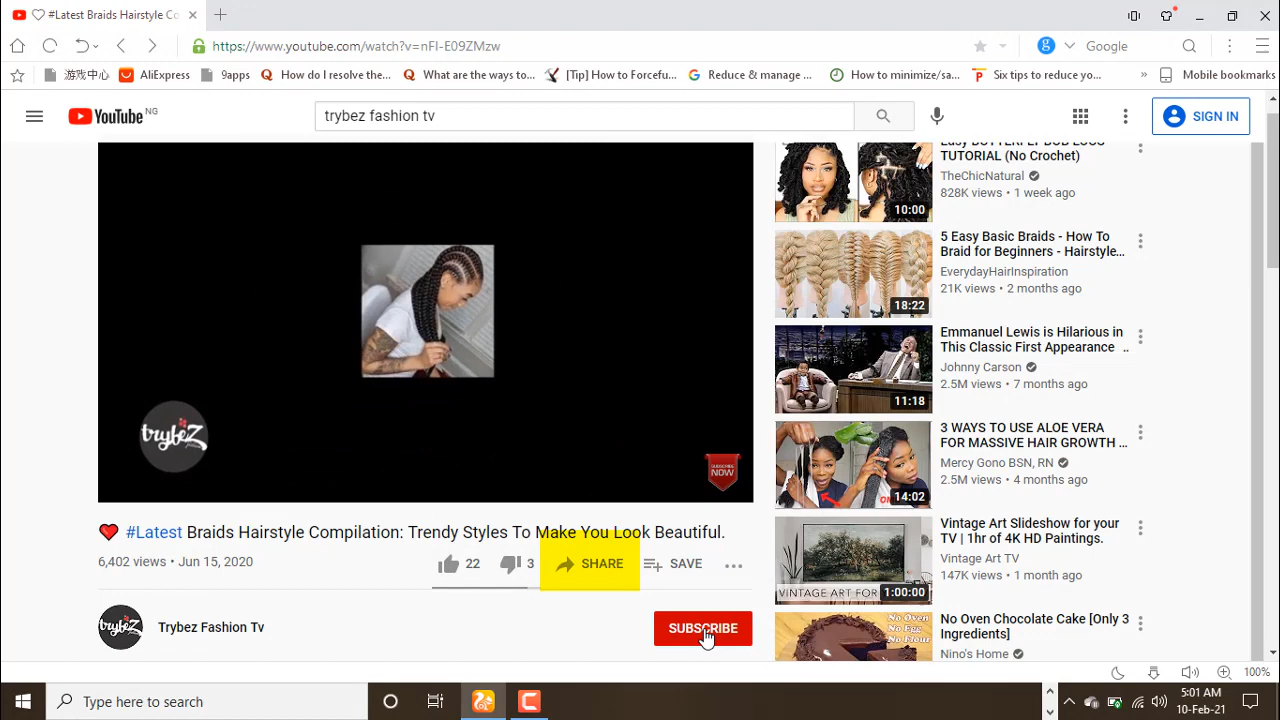 ♡ #Latest Braids Hairstyle Co
https://www.youtube.com/watch?v=nFI-E09ZMzw
Google
游戏中心
AliExpress
9apps
How do I resolve the...
What are the ways to...
[Tip] How to Forcefu...
Reduce & manage ...
How to minimize/sa...
Six tips to reduce yo...
»
Mobile bookmarks
YouTube NG
trybez fashion tv
SIGN IN
TUTORIAL (No Crochet)
TheChicNatural
828K views • 1 week ago
10:00
5 Easy Basic Braids - How To
Braid for Beginners - Hairstyle...
EverydayHairInspiration
21K views • 2 months ago
18:22
Emmanuel Lewis is Hilarious in
This Classic First Appearance ..
Johnny Carson
2.5M views • 7 months ago
11:18
3 WAYS TO USE ALOE VERA
FOR MASSIVE HAIR GROWTH ...
Mercy Gono BSN, RN
2.5M views • 4 months ago
14:02
Vintage Art Slideshow for your
TV | 1hr of 4K HD Paintings.
Vintage Art TV
147K views • 1 month ago
VINTAGE ART FOR
1:00:00
No Oven Chocolate Cake [Only 3
Ingredients]
Nino's Home
No Oven
No Egg
No Flour
trybeZ
SUBSCRIBE
NOW
❤ #Latest Braids Hairstyle Compilation: Trendy Styles To Make You Look Beautiful.
6,402 views • Jun 15, 2020
22
3
SHARE
SAVE
trybeZ
Trybez Fashion Tv
SUBSCRIBE
100%
Type here to search
5:01 AM
10-Feb-21